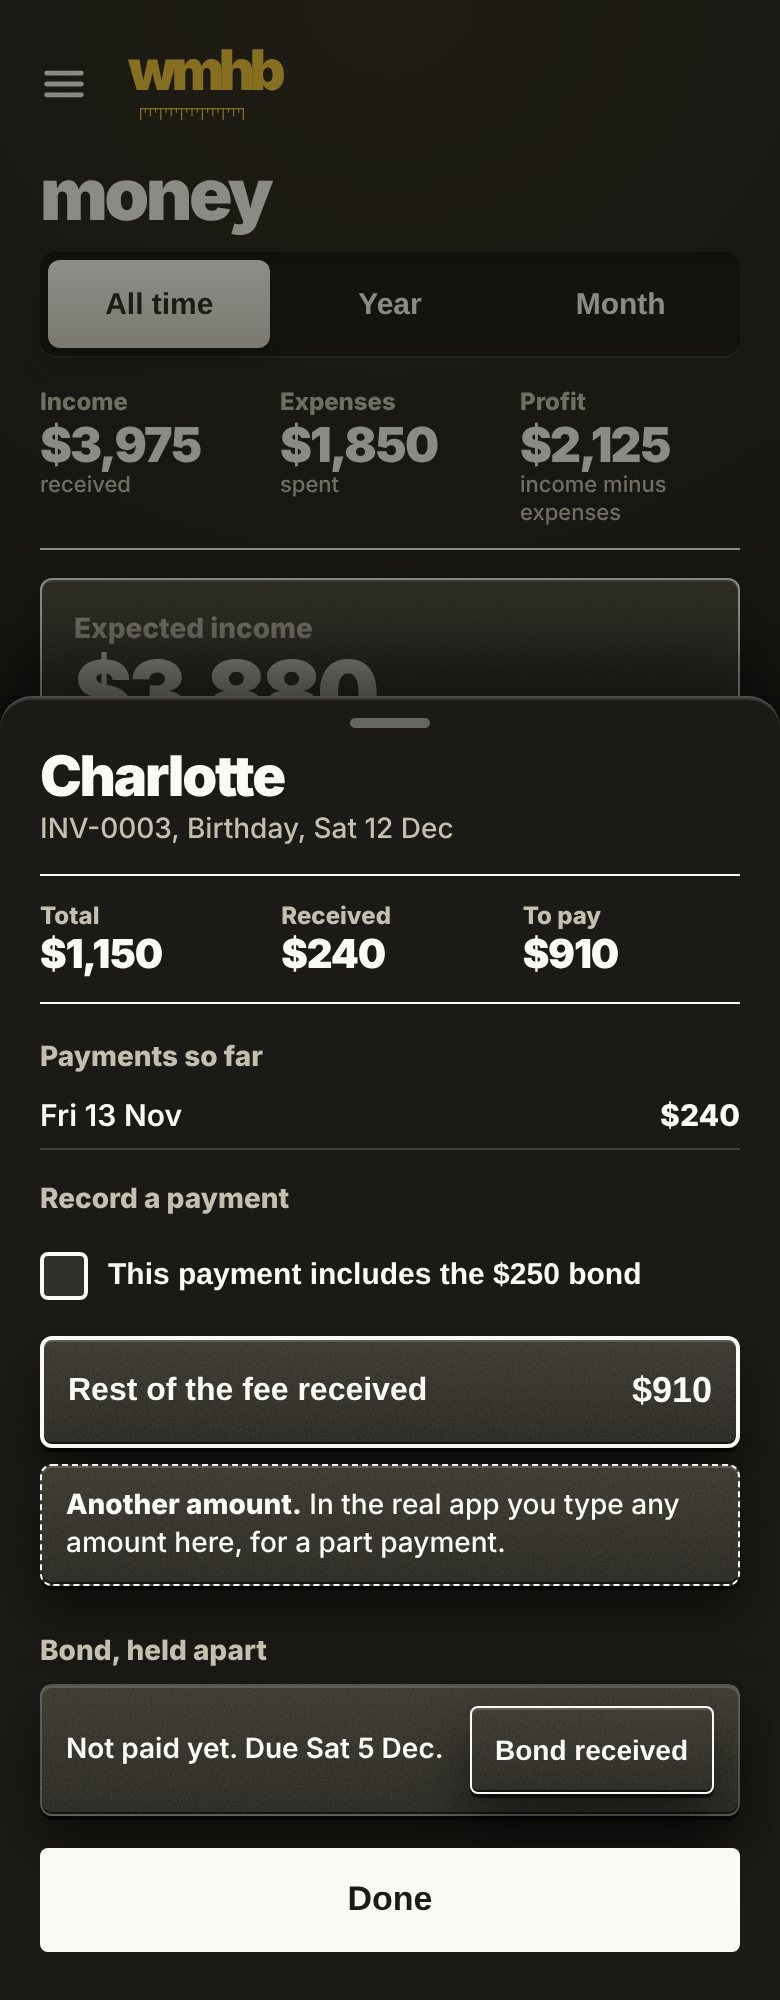 wmhb
money
All time Year Month
Income Expenses Profit
$3,975 $1,850 $2,125
received spent income minus
expenses
Expected income
$3,880
Charlotte
INV-0003, Birthday, Sat 12 Dec
Total Received To pay
$1,150 $240 $910
Payments so far
Fri 13 Nov $240
Record a payment
This payment includes the $250 bond
Rest of the fee received $910
Another amount. In the real app you type any
amount here, for a part payment.
Bond, held apart
Not paid yet. Due Sat 5 Dec. Bond received
Done